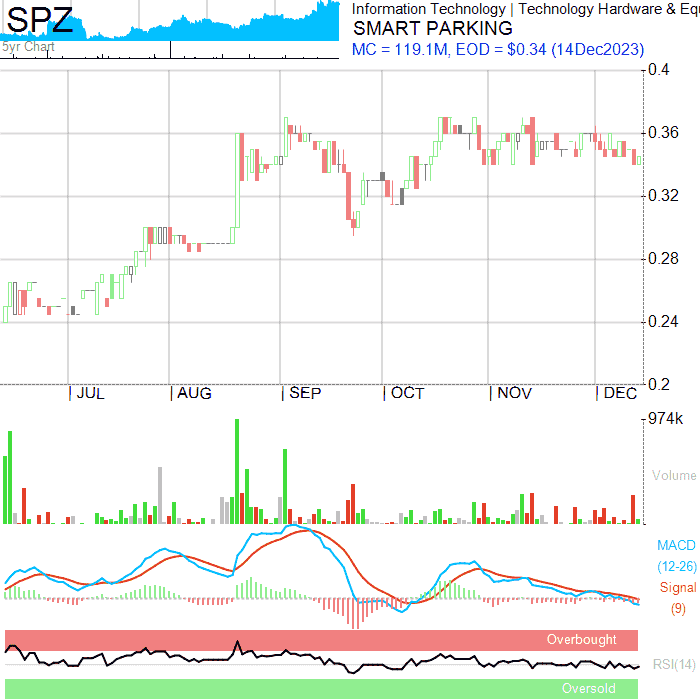 SPZ
5yr Chart
Information Technology | Technology Hardware & Equ
SMART PARKING
MC = 119.1M, EOD = $0.34 (14Dec2023)
0.4
0.36
0.32
0.28
0.24
0.2
JUL AUG SEP OCT NOV DEC
974k
Volume
MACD
(12-26)
Signal
(9)
Overbought
RSI(14)
Oversold